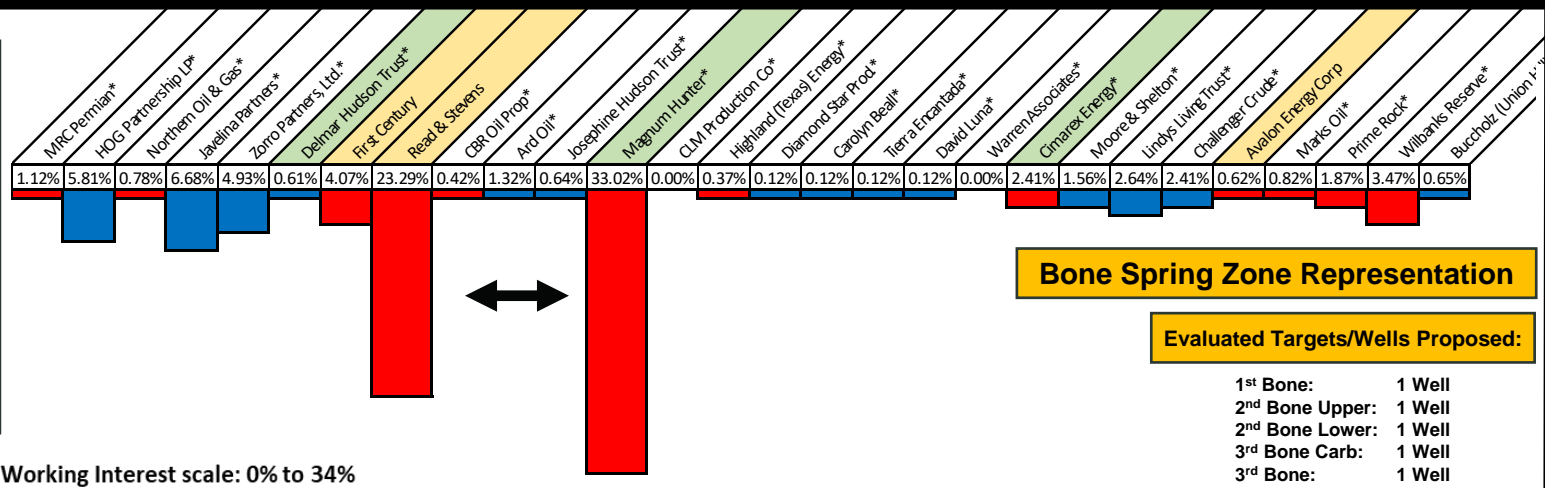 MRC Permian*
HOG Partnership LP*
Northern Oil & Gas*
Javelina Partners*
Zorro Partners, Ltd.*
Delmar Hudson Trust*
First Century
Read & Stevens
CBR Oil Prop*
Ard Oil*
Josephine Hudson Trust*
Magnum Hunter*
CLM Production Co*
Highland (Texas) Energy*
Diamond Star Prod.*
Carolyn Beall*
Tierra Encantada*
David Luna*
Warren Associates*
Cimarex Energy*
Moore & Shelton*
Lindys Living Trust*
Challenger Crude*
Avalon Energy Corp
Marks Oil*
Prime Rock*
Wilbanks Reserve*
Buccholz (Union
1.12% 5.81% 0.78% 6.68% 4.93% 0.61% 4.07% 23.29% 0.42% 1.32% 0.64% 33.02% 0.00% 0.37% 0.12% 0.12% 0.12% 0.12% 0.00% 2.41% 1.56% 2.64% 2.41% 0.62% 0.82% 1.87% 3.47% 0.65%
Bone Spring Zone Representation
Evaluated Targets/Wells Proposed:
1st Bone: 1 Well
2nd Bone Upper: 1 Well
2nd Bone Lower: 1 Well
3rd Bone Carb: 1 Well
3rd Bone: 1 Well
Working Interest scale: 0% to 34%